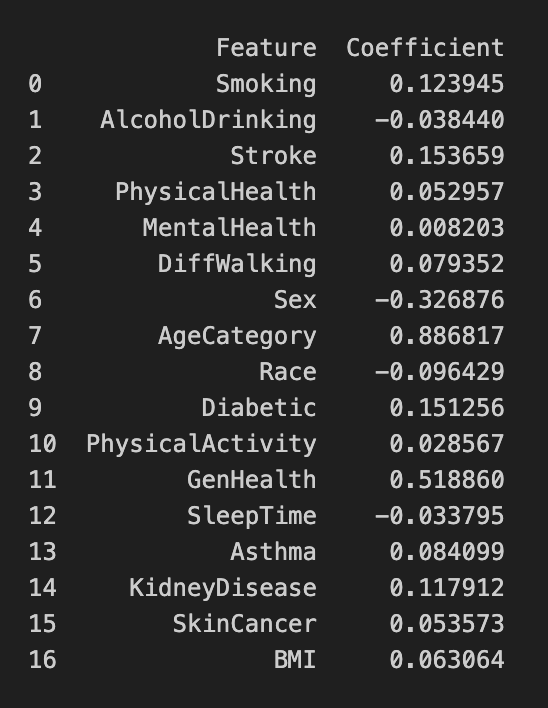 Feature Coefficient
0 Smoking 0.123945
1 AlcoholDrinking -0.038440
2 Stroke 0.153659
3 PhysicalHealth 0.052957
4 MentalHealth 0.008203
5 DiffWalking 0.079352
6 Sex -0.326876
7 AgeCategory 0.886817
8 Race -0.096429
9 Diabetic 0.151256
10 PhysicalActivity 0.028567
11 GenHealth 0.518860
12 SleepTime -0.033795
13 Asthma 0.084099
14 KidneyDisease 0.117912
15 SkinCancer 0.053573
16 BMI 0.063064